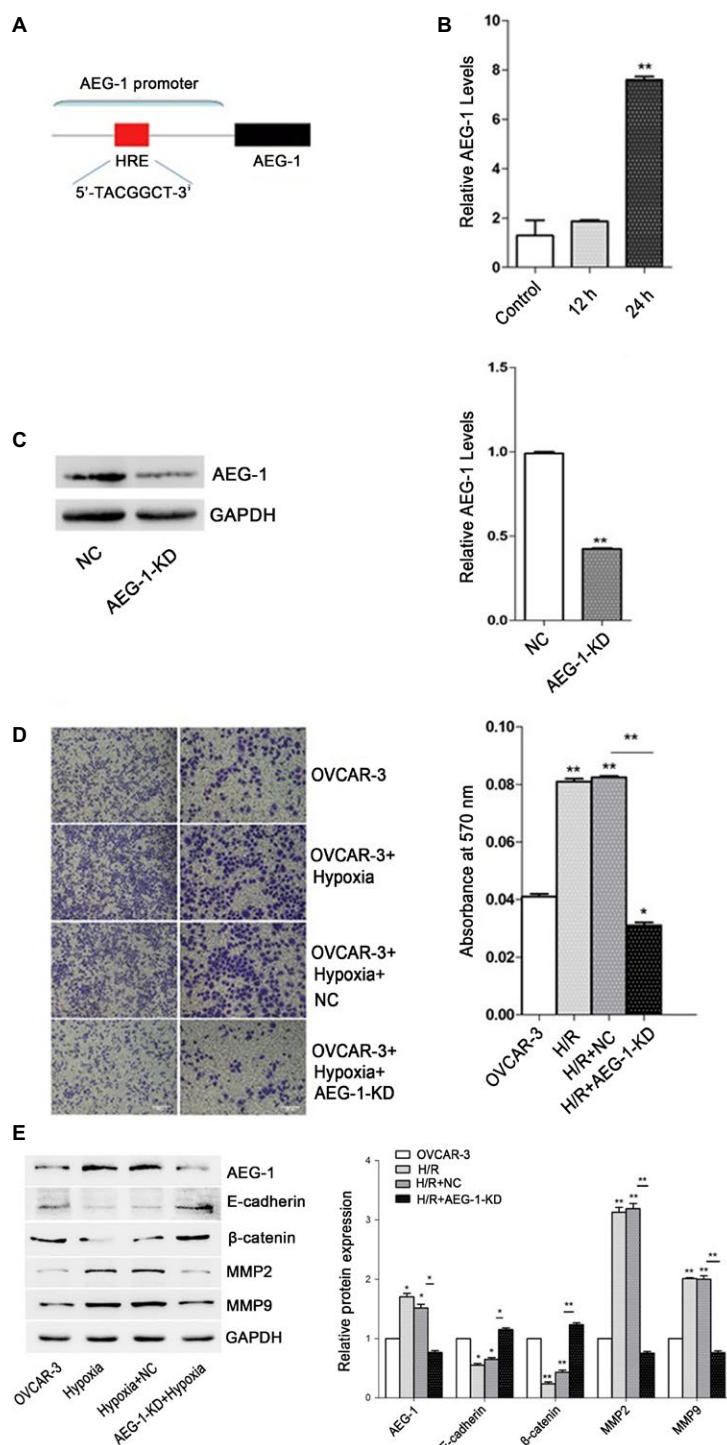 A
AEG-1 promoter
HRE
AEG-1
5'-TACGGCT-3'
B
Relative AEG-1 Levels
10
8
6
4
2
0
**
Control
12 h
24 h
C
AEG-1
GAPDH
NC
AEG-1-KD
Relative AEG-1 Levels
1.5
1.0
0.5
0.0
**
NC
AEG-1-KD
D
OVCAR-3
OVCAR-3+
Hypoxia
OVCAR-3+
Hypoxia+
NC
OVCAR-3+
Hypoxia+
AEG-1-KD
Absorbance at 570 nm
0.10
0.08
0.06
0.04
0.02
0.00
**
** **
*
OVCAR-3
H/R
H/R+NC
H/R+AEG-1-KD
E
AEG-1
E-cadherin
β-catenin
MMP2
MMP9
GAPDH
OVCAR-3
Hypoxia
Hypoxia+NC
AEG-1-KD+Hypoxia
OVCAR-3
H/R
H/R+NC
H/R+AEG-1-KD
Relative protein expression
4
3
2
1
0
* * *
* * *
** ** **
** ** **
** ** **
AEG-1
E-cadherin
β-catenin
MMP2
MMP9